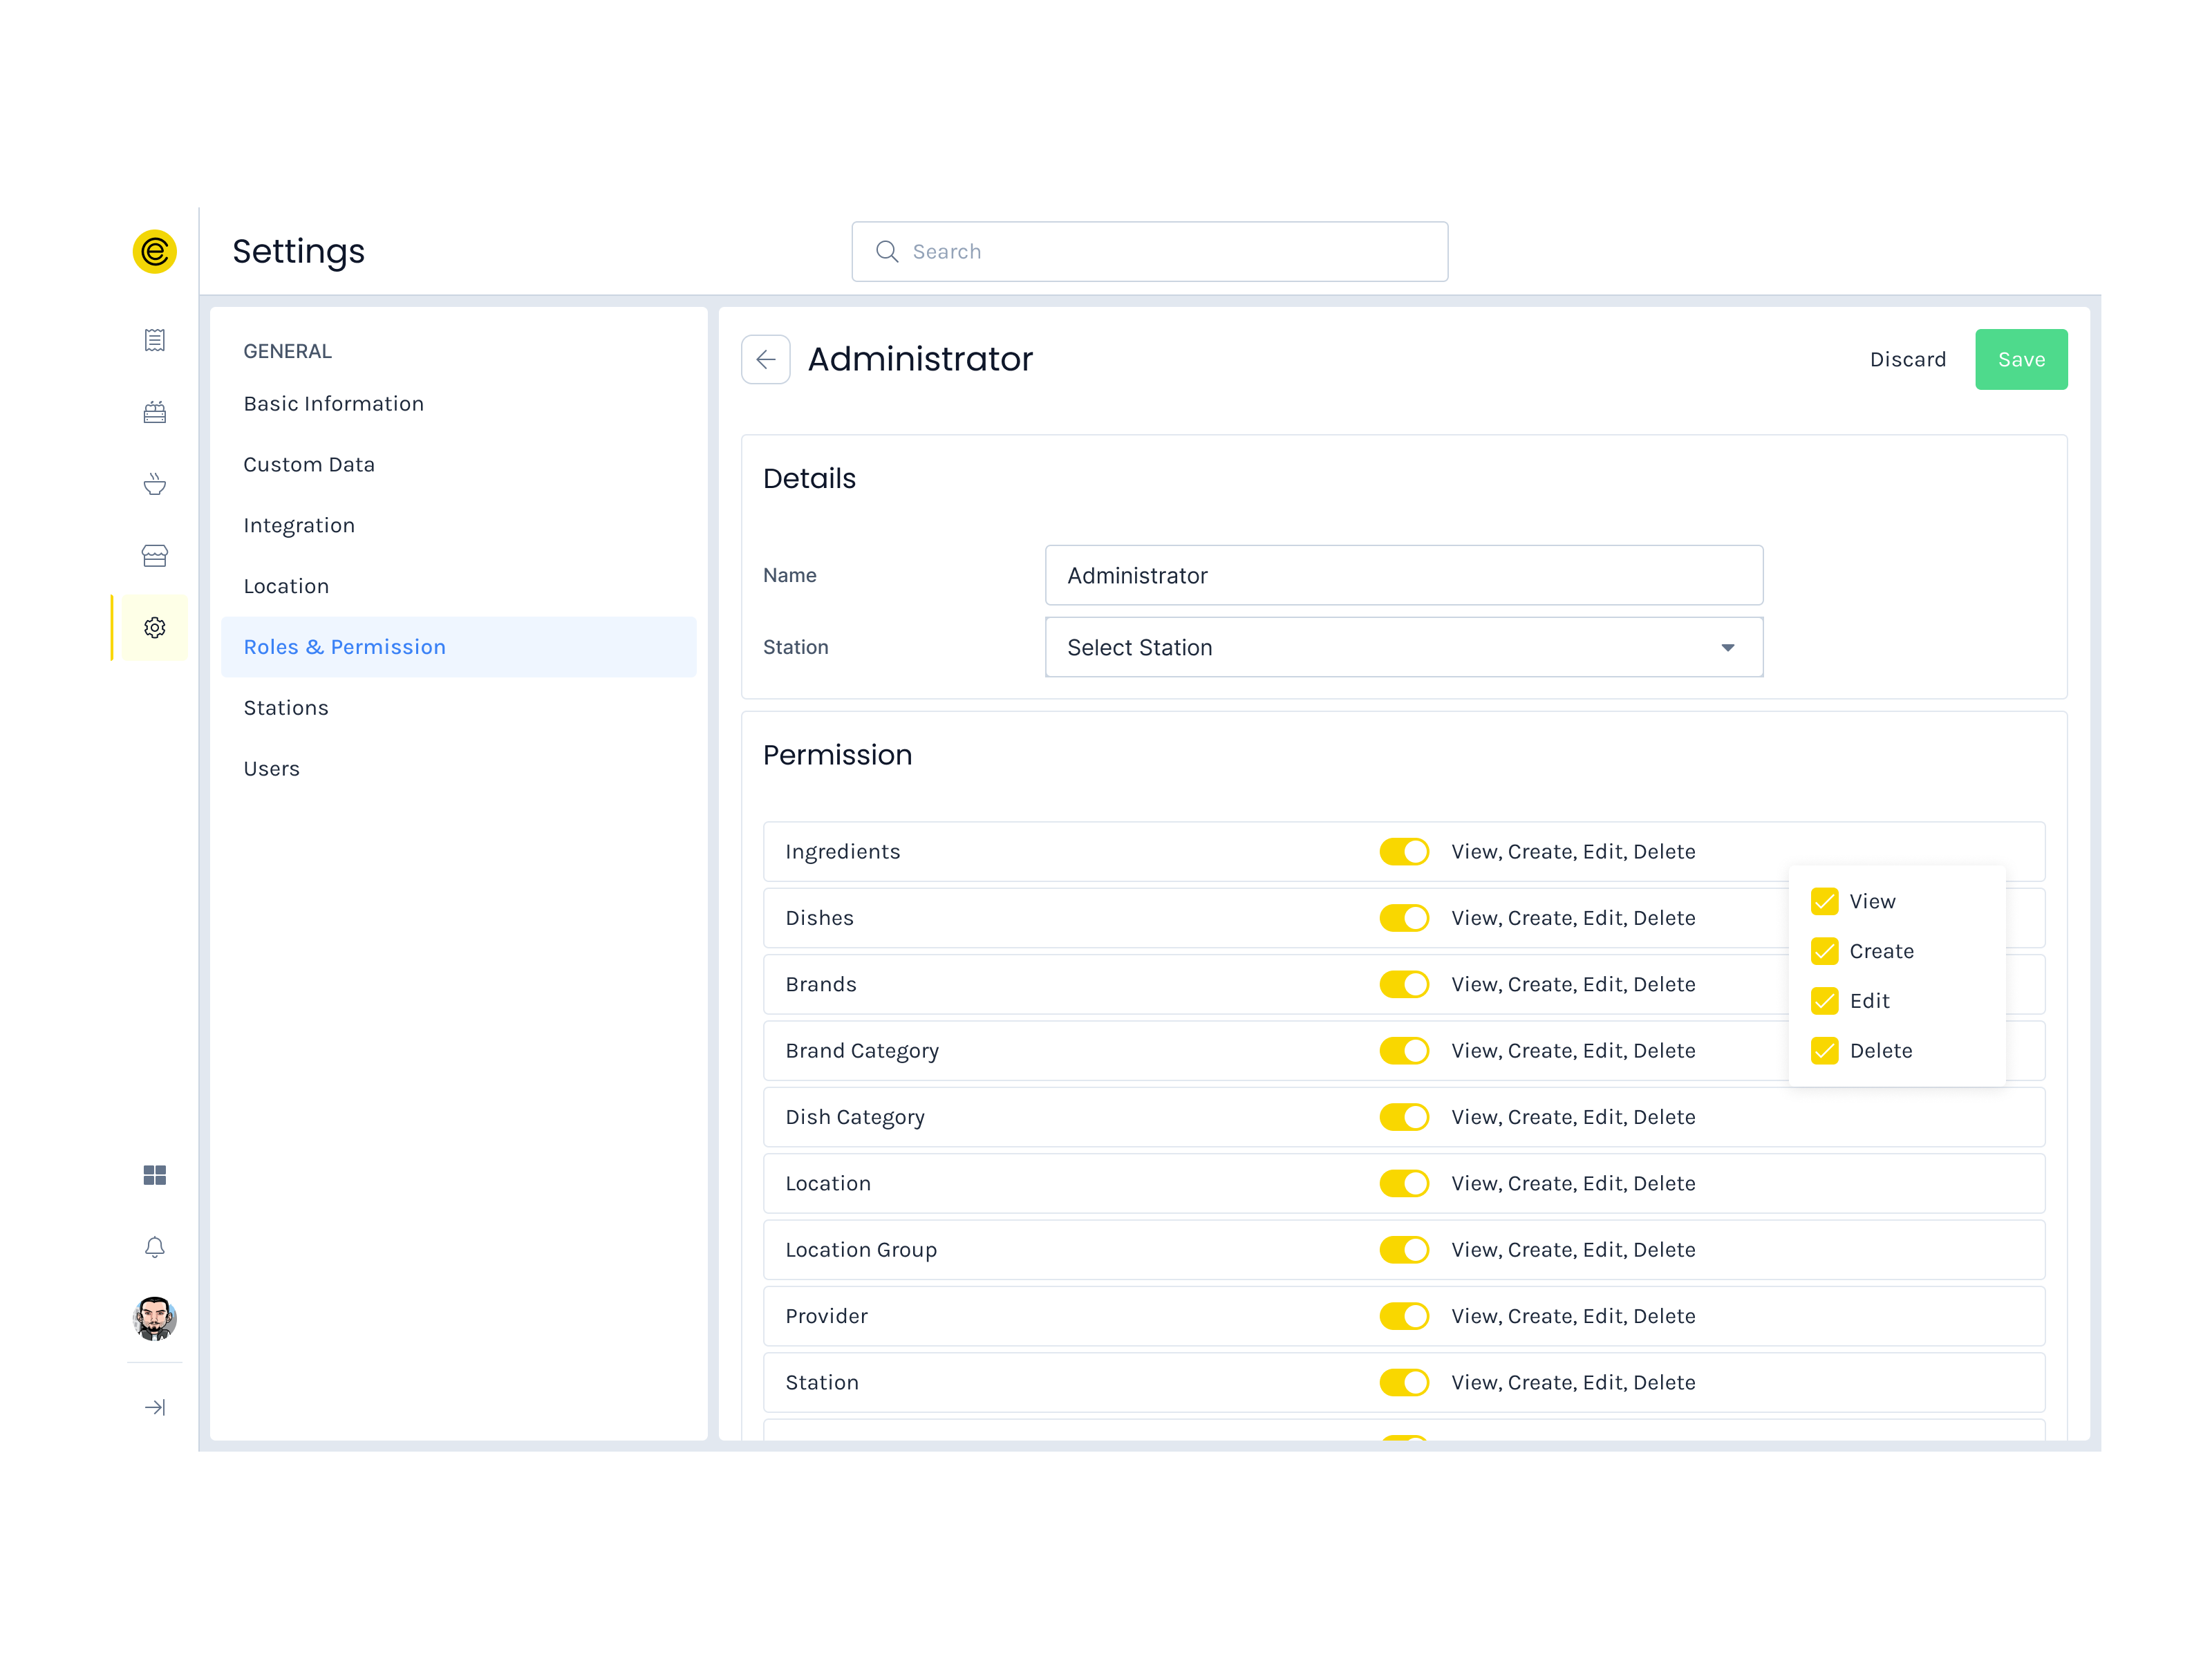 e
Settings
Search
GENERAL
Basic Information
Custom Data
Integration
Location
Roles & Permission
Stations
Users
Administrator
Discard
Save
Details
Name
Administrator
Station
Select Station
Permission
Ingredients
View, Create, Edit, Delete
Dishes
View, Create, Edit, Delete
Brands
View, Create, Edit, Delete
Brand Category
View, Create, Edit, Delete
Dish Category
View, Create, Edit, Delete
Location
View, Create, Edit, Delete
Location Group
View, Create, Edit, Delete
Provider
View, Create, Edit, Delete
Station
View, Create, Edit, Delete
View
Create
Edit
Delete